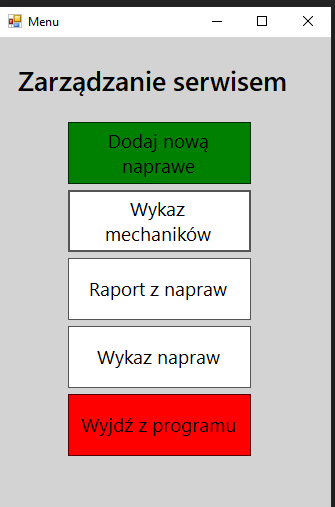 Menu
Zarządzanie serwisem
Dodaj nową
naprawe
Wykaz
mechaników
Raport z napraw
Wykaz napraw
Wyjdź z programu